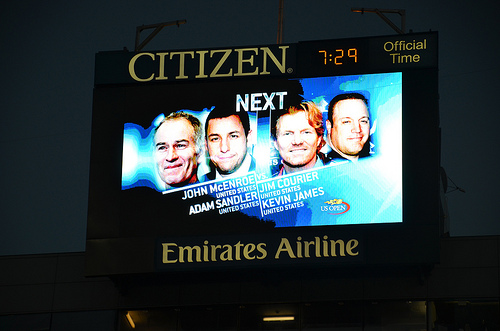 CITIZEN
7:29
Official
Time
NEXT
JOHN McENROE
UNITED STATES
ADAM SANDLER
UNITED STATES
VS
JIM COURIER
UNITED STATES
KEVIN JAMES
UNITED STATES
US OPEN
Emirates Airline